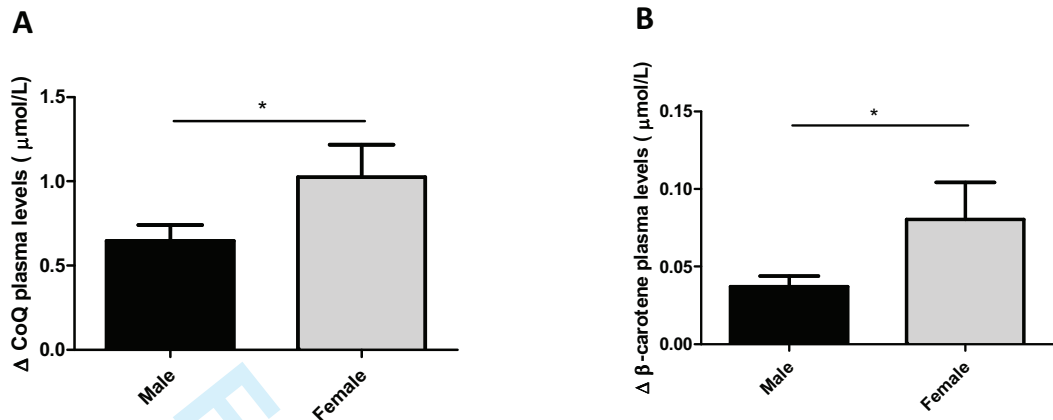 A
Δ CoQ plasma levels ( μmol/L)
1.5
1.0
0.5
0.0
*
Male
Female
B
Δ β-carotene plasma levels ( μmol/L)
0.15
0.10
0.05
0.00
*
Male
Female